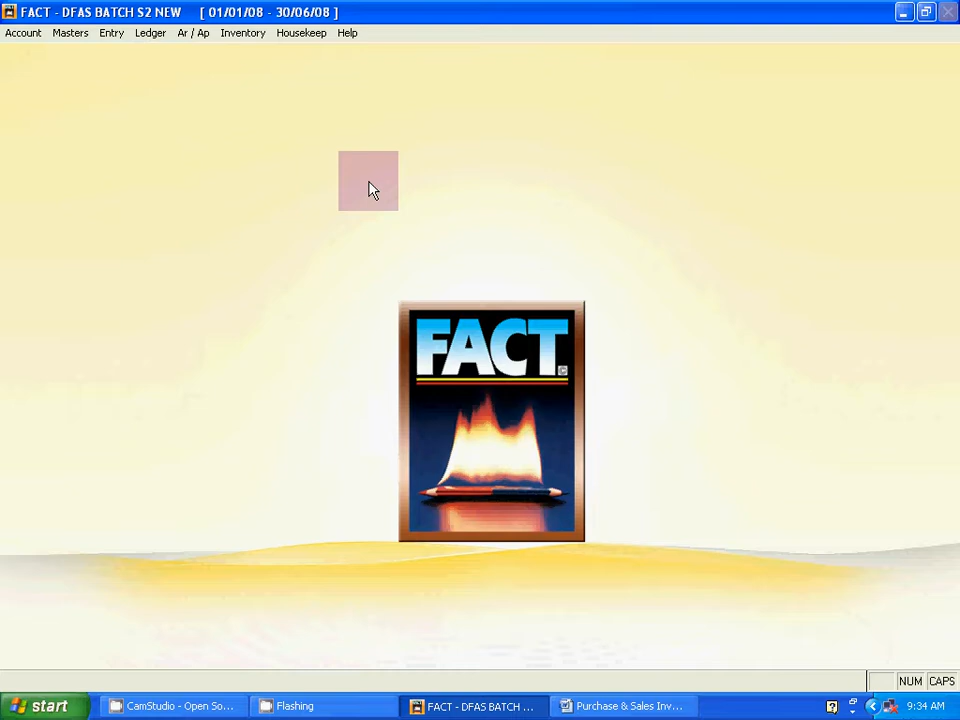 FACT - DFAS BATCH S2 NEW [ 01/01/08 - 30/06/08 ]
Account Masters Entry Ledger Ar / Ap Inventory Housekeep Help
FACT
NUM CAPS
start CamStudio - Open So... Flashing FACT - DFAS BATCH ... Purchase & Sales Inv... 9:34 AM